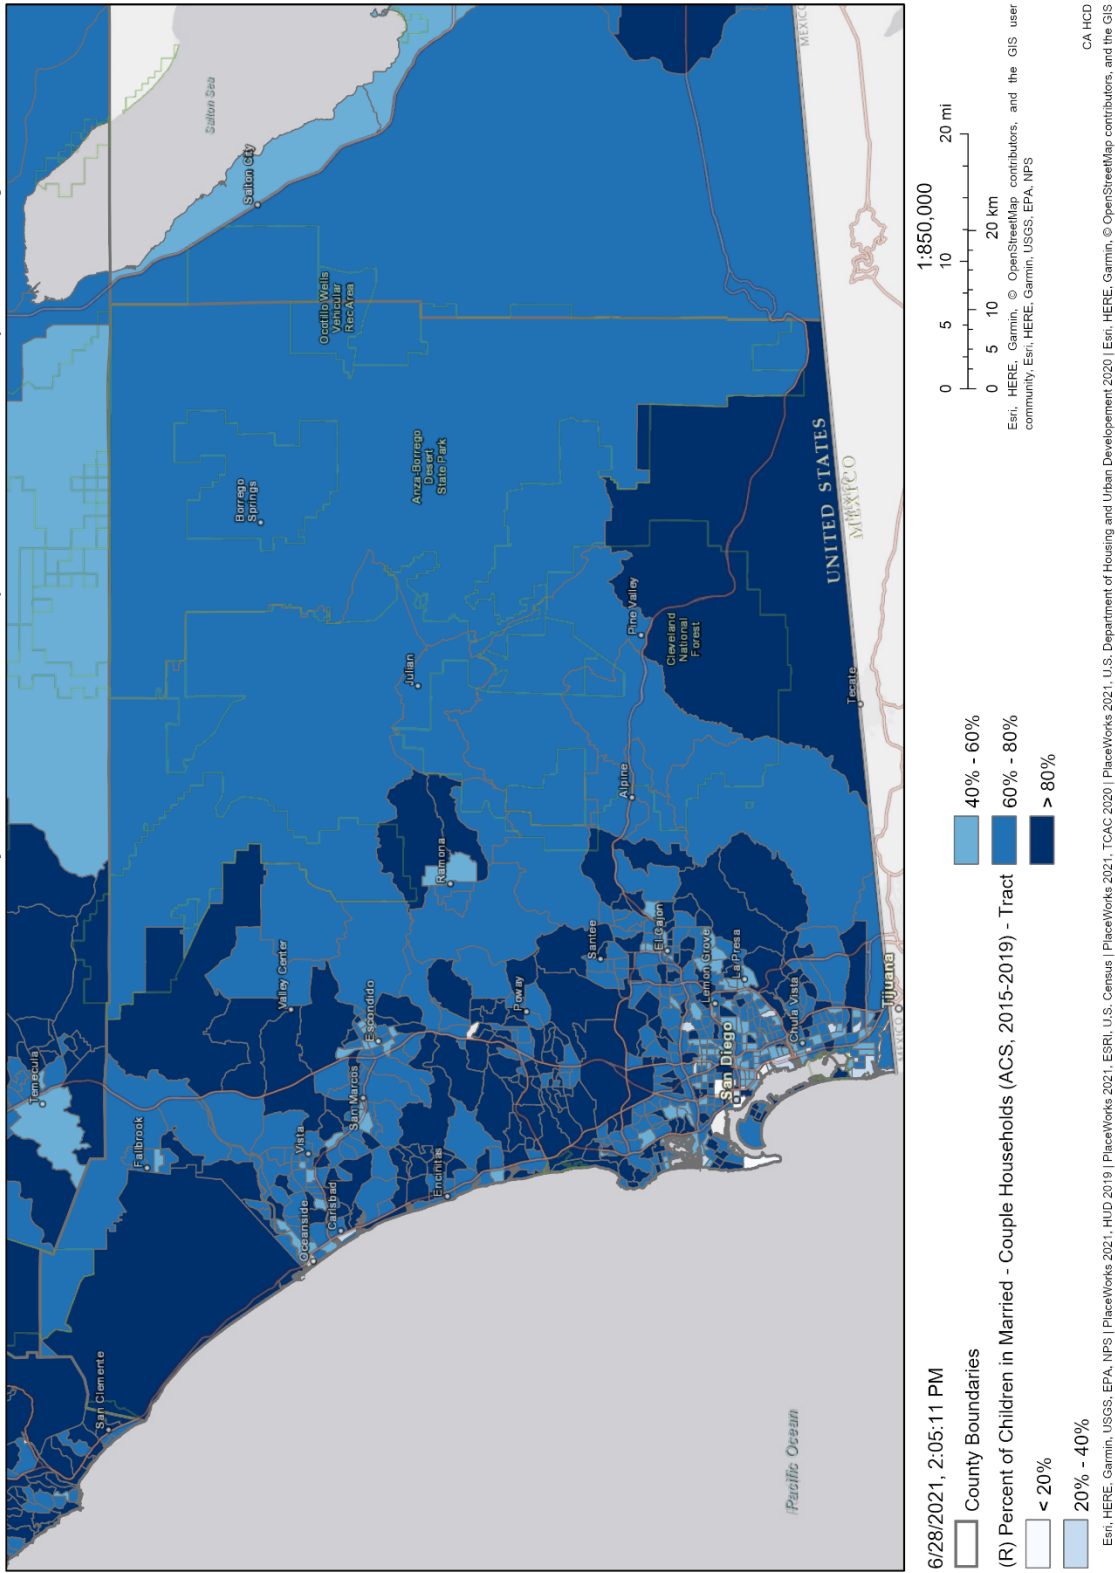 San Clemente
Temecula
Fallbrook
Oceanside
Vista
Carlsbad
San Marcos
Escondido
Valley Center
Encinitas
Poway
Ramona
Julian
Borrego
Springs
Anza-Borrego
Desert
State Park
Ocotillo Wells
Vehicular
Rec Area
Salton City
Salton Sea
Santee
El Cajon
Alpine
Pine Valley
Cleveland
National
Forest
Lemon Grove
La Presa
San Diego
Chula Vista
Tijuana
Tecate
UNITED STATES
MEXICO
MEXICO
MEXICO
Pacific Ocean
6/28/2021, 2:05:11 PM
County Boundaries
(R) Percent of Children in Married - Couple Households (ACS, 2015-2019) - Tract
< 20%
20% - 40%
40% - 60%
60% - 80%
> 80%
1:850,000
0 5 10 20 mi
0 5 10 20 km
Esri, HERE, Garmin, © OpenStreetMap contributors, and the GIS user
community, Esri, HERE, Garmin, USGS, EPA, NPS
CA HCD
Esri, HERE, Garmin, USGS, EPA, NPS | PlaceWorks 2021, HUD 2019 | PlaceWorks 2021, ESRI, U.S. Census | PlaceWorks 2021, TCAC 2020 | PlaceWorks 2021, U.S. Department of Housing and Urban Developement 2020 | Esri, HERE, Garmin, © OpenStreetMap contributors, and the GIS